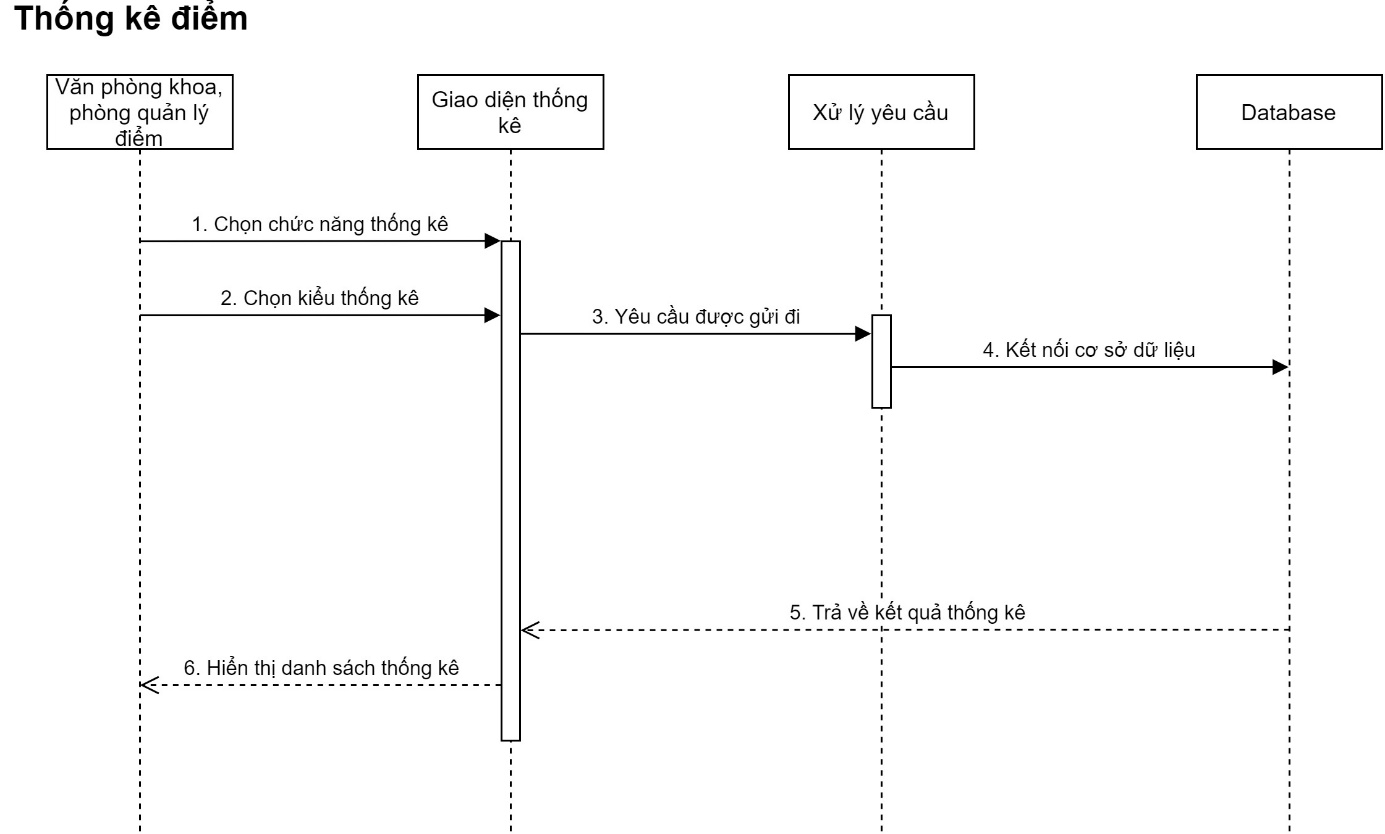 Thống kê điểm
Văn phòng khoa,
phòng quản lý
điểm
Giao diện thống
kê
Xử lý yêu cầu
Database
1. Chọn chức năng thống kê
2. Chọn kiểu thống kê
3. Yêu cầu được gửi đi
4. Kết nối cơ sở dữ liệu
5. Trả về kết quả thống kê
6. Hiển thị danh sách thống kê